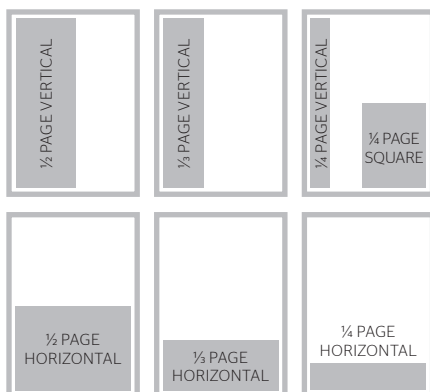 ½ PAGE VERTICAL
⅓ PAGE VERTICAL
¼ PAGE VERTICAL
¼ PAGE
SQUARE
½ PAGE
HORIZONTAL
⅓ PAGE
HORIZONTAL
¼ PAGE
HORIZONTAL